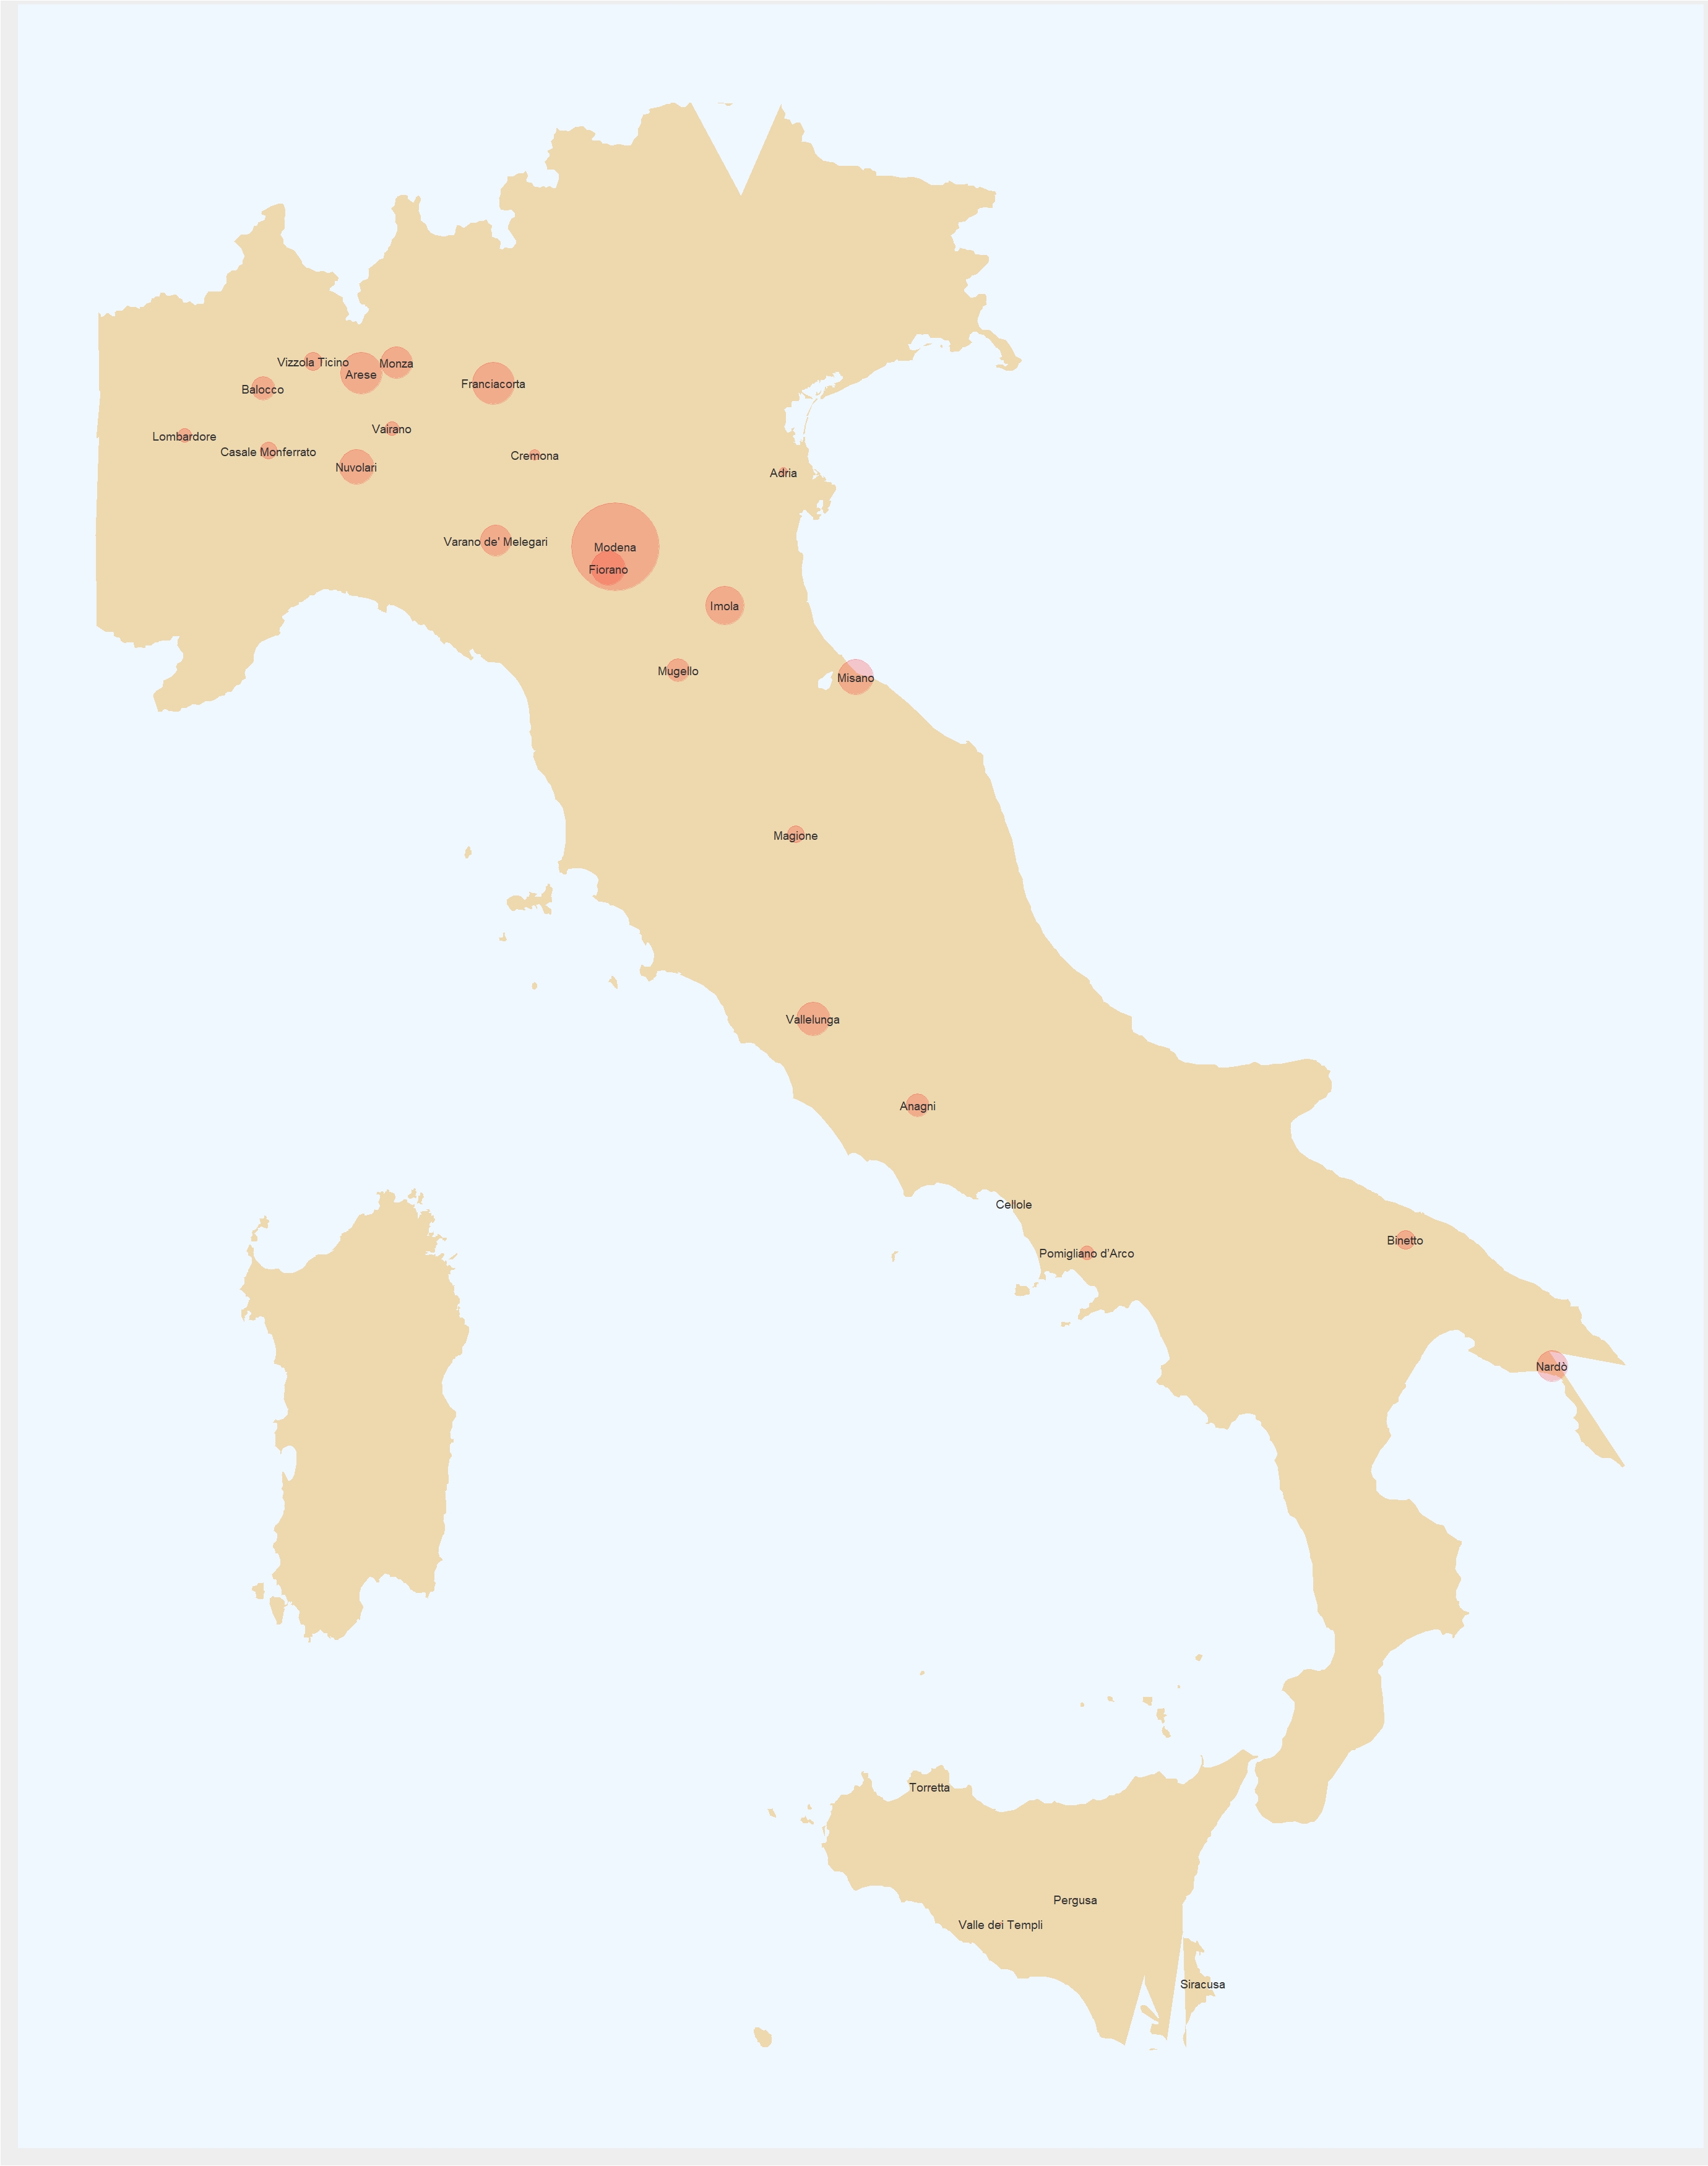 Vizzola Ticino
Monza
Arese
Franciacorta
Balocco
Vairano
Lombardore
Casale Monferrato
Cremona
Nuvolari
Adria
Varano de' Melegari
Modena
Fiorano
Imola
Mugello
Misano
Magione
Vallelunga
Anagni
Cellole
Binetto
Pomigliano d'Arco
Nardò
Torretta
Pergusa
Valle dei Templi
Siracusa